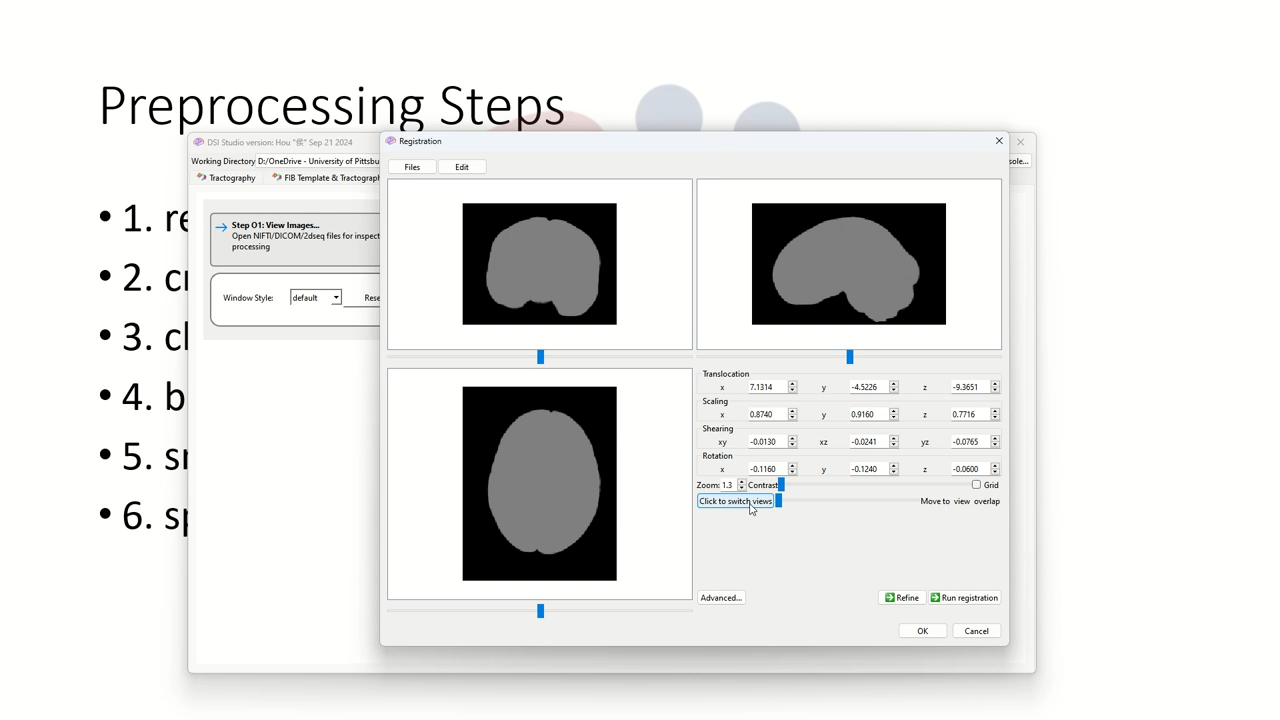 Preprocessing Steps
DSI Studio version: Hou "侯" Sep 21 2024
Working Directory D:/OneDrive - University of Pittsbu
sole...
Tractography
FIB Template & Tractograph
Step O1: View Images...
Open NIFTI/DICOM/2dseq files for inspect
processing
Window Style: default Rese
• 1. re
• 2. cr
• 3. cl
• 4. b
• 5. sr
• 6. sp
Registration
Files Edit
Translocation
x 7.1314 y -4.5226 z -9.3651
Scaling
x 0.8740 y 0.9160 z 0.7716
Shearing
xy -0.0130 xz -0.0241 yz -0.0765
Rotation
x -0.1160 y -0.1240 z -0.0600
Zoom: 1.3 Contrast Grid
Click to switch views Move to view overlap
Advanced... Refine Run registration
OK Cancel